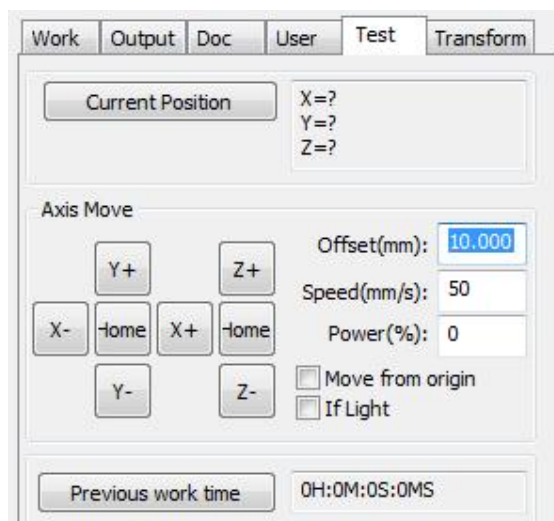 Work Output Doc User Test Transform
Current Position
X=?
Y=?
Z=?
Axis Move
Offset(mm): 10.000
Y+ Z+
Speed(mm/s): 50
X- Home X+ Home
Power(%): 0
Y- Z-
Move from origin
If Light
Previous work time 0H:0M:0S:0MS